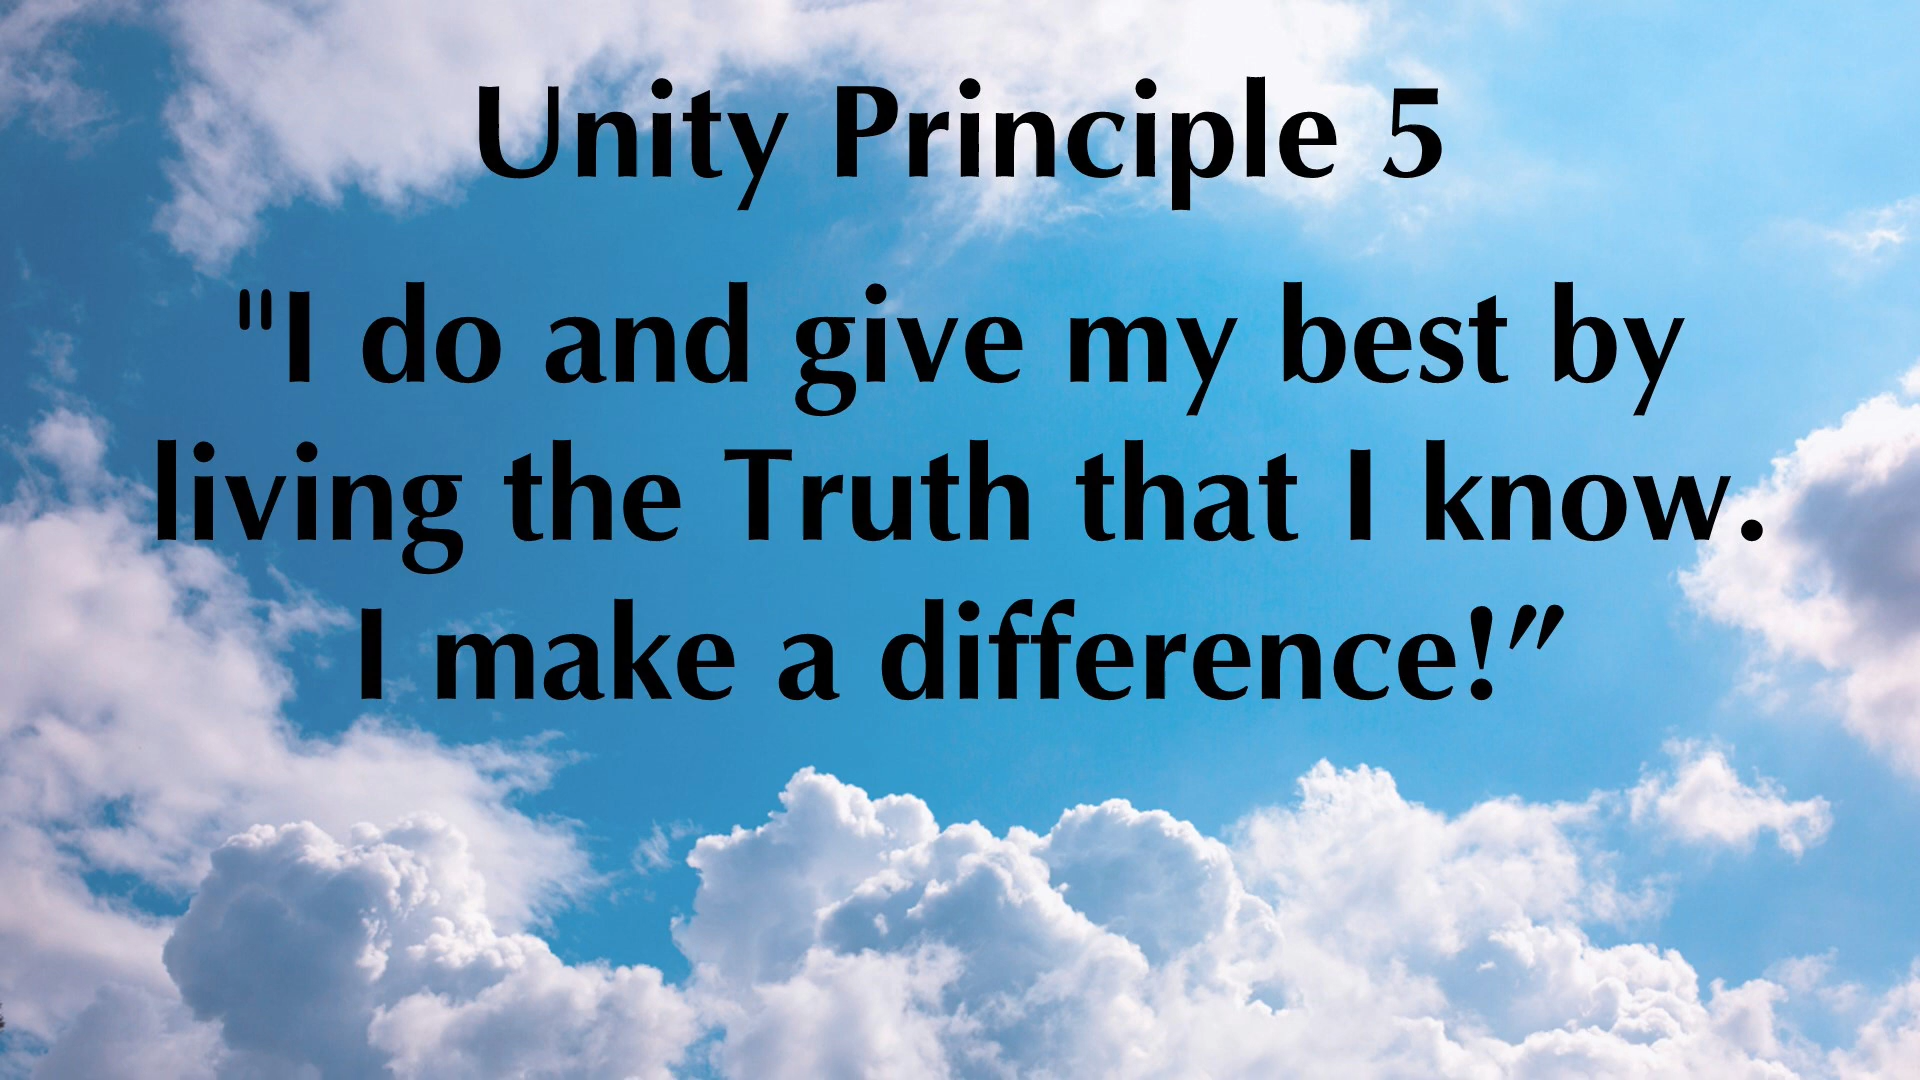 Unity Principle 5
"I do and give my best by
living the Truth that I know.
I make a difference!”